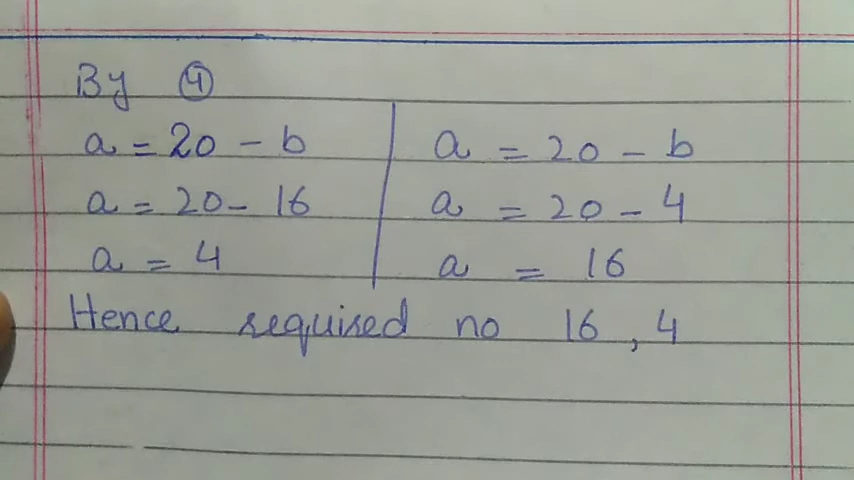 By ④
a = 20 - b
a = 20 - 16
a = 4
a = 20 - b
a = 20 - 4
a = 16
Hence required no 16, 4